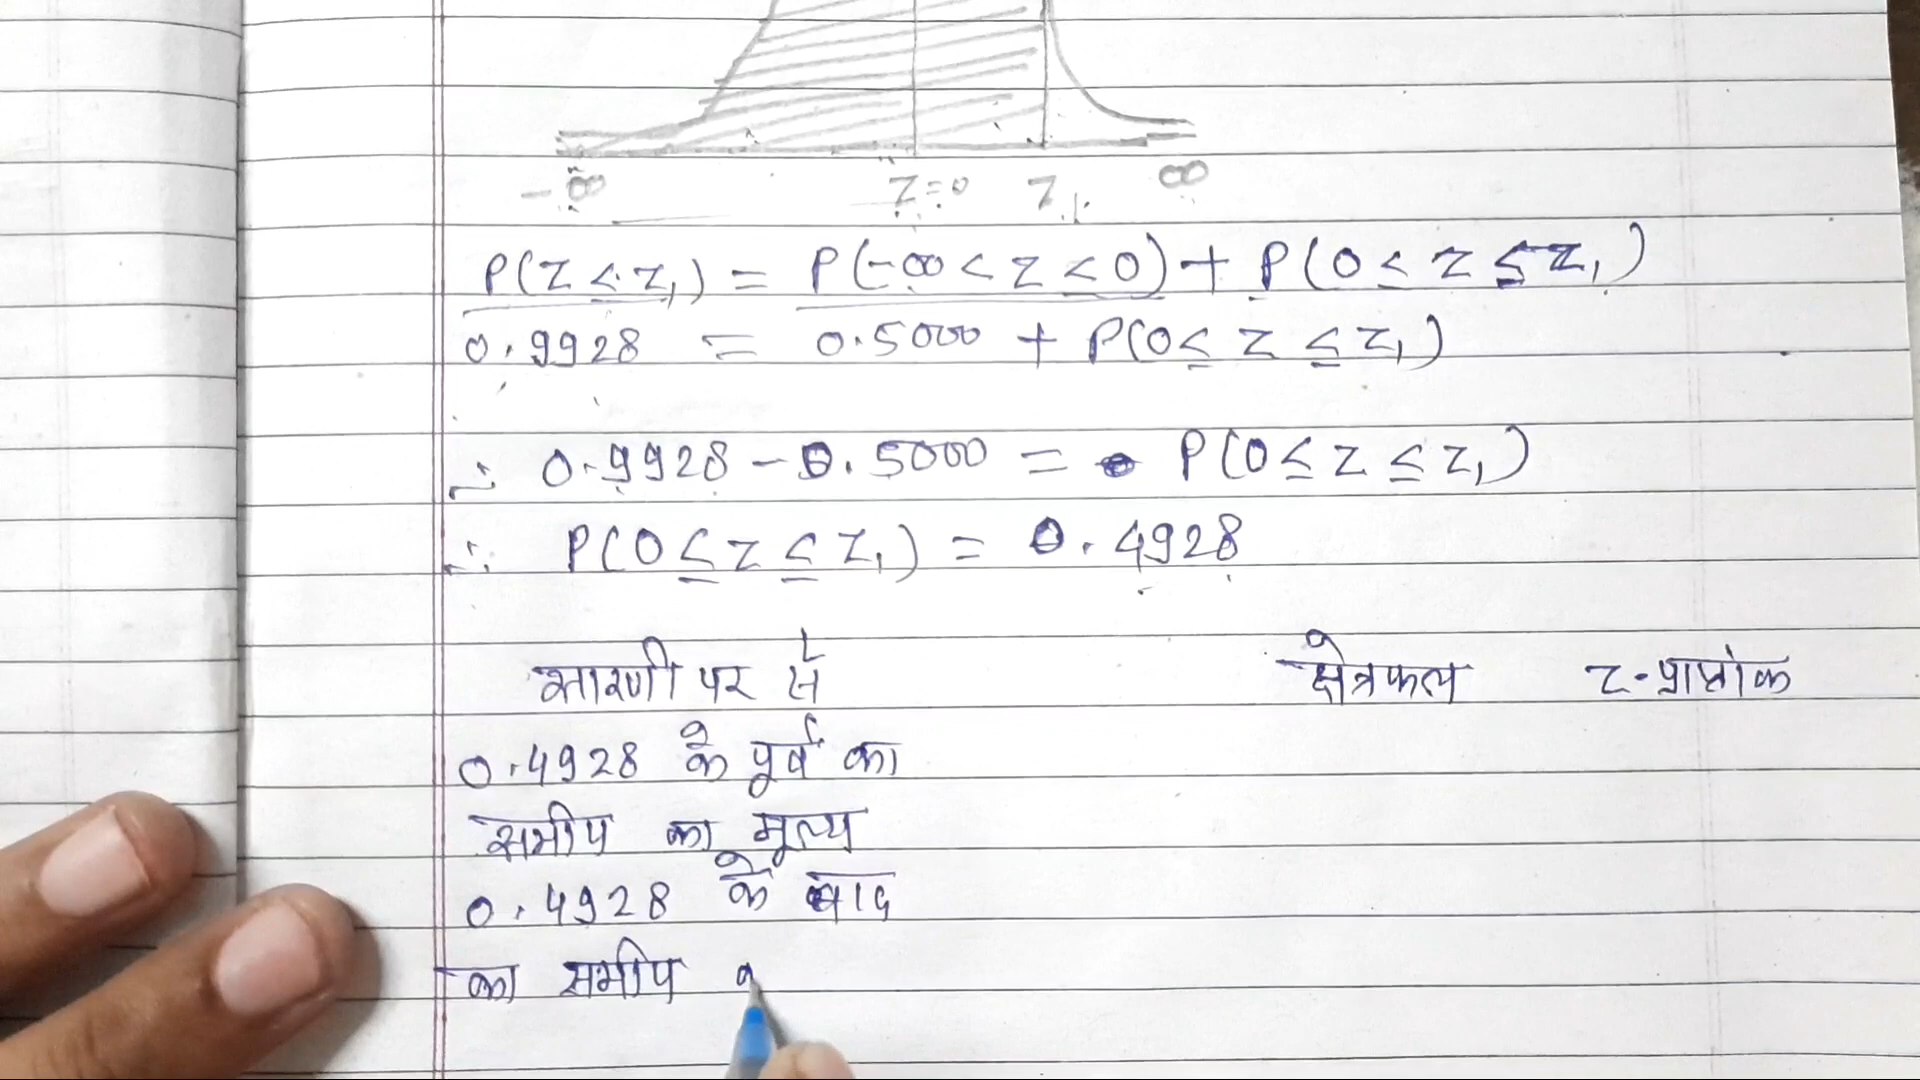 -∞ Z=0 Z₁ ∞
P(Z ≤ Z₁) = P(-∞ < Z < 0) + P(0 ≤ Z ≤ Z₁)
0.9928 = 0.5000 + P(0 ≤ Z ≤ Z₁)
∴ 0.9928 - 0.5000 = P(0 ≤ Z ≤ Z₁)
∴ P(0 ≤ Z ≤ Z₁) = 0.4928
सारणी पर से क्षेत्रफल Z-प्राप्तांक
0.4928 के पूर्व का
समीप का मूल्य
0.4928 के बाद
का समीप